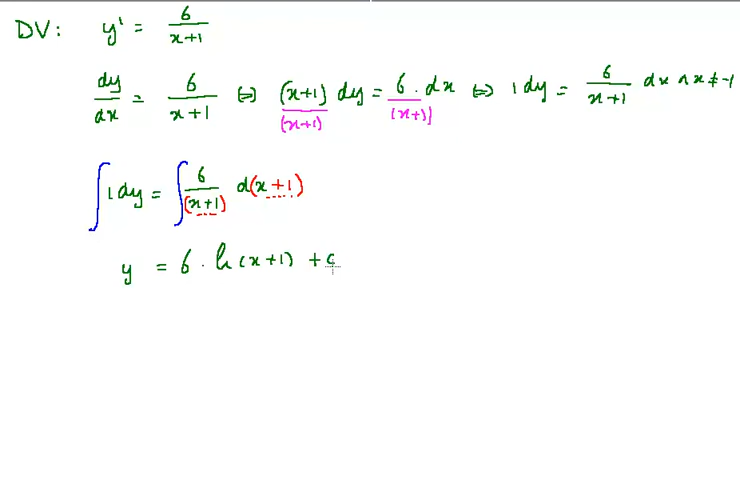 DV: y' = 6/(x+1)
dy/dx = 6/(x+1) ⇔ (x+1)/(x+1) dy = 6/(x+1) . dx ⇔ 1 dy = 6/(x+1) dx ∧ x ≠ -1
∫ 1 dy = ∫ 6/(x+1) d(x+1)
y = 6 . ln(x+1) + c